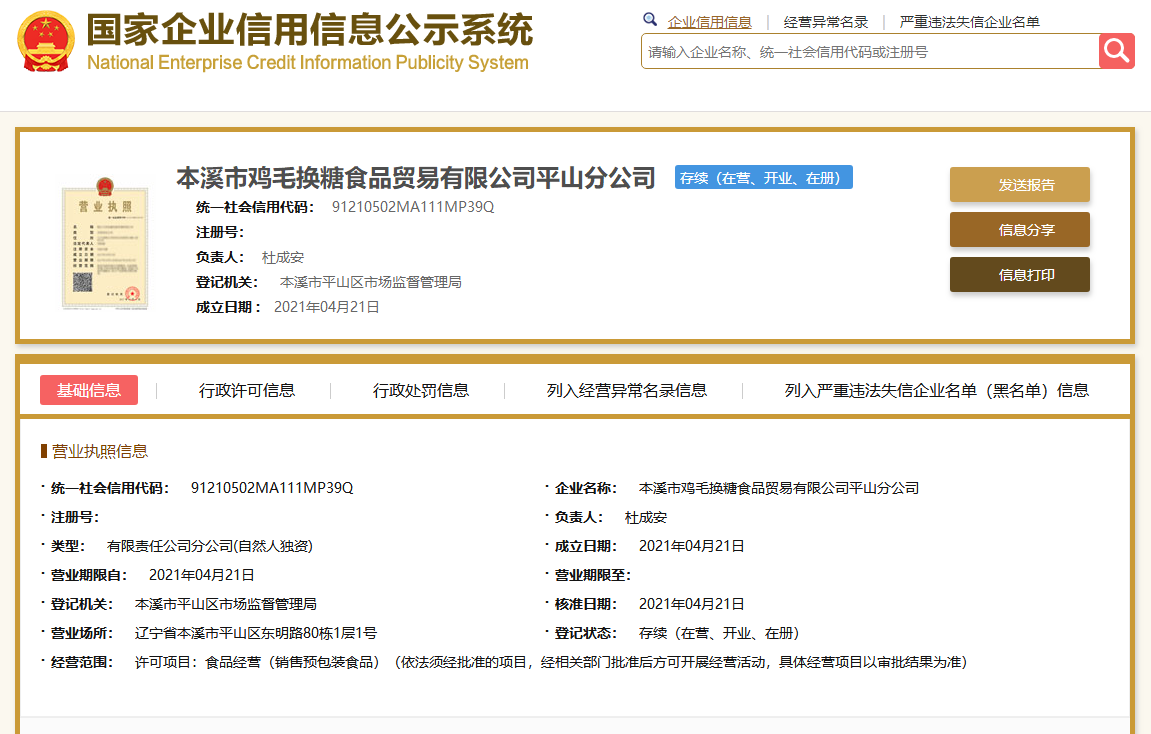 国家企业信用信息公示系统
National Enterprise Credit Information Publicity System
企业信用信息 | 经营异常名录 | 严重违法失信企业名单
请输入企业名称、统一社会信用代码或注册号
本溪市鸡毛换糖食品贸易有限公司平山分公司 存续（在营、开业、在册）
统一社会信用代码： 91210502MA111MP39Q
注册号：
负责人： 杜成安
登记机关： 本溪市平山区市场监督管理局
成立日期： 2021年04月21日
营业执照
发送报告
信息分享
信息打印
基础信息 | 行政许可信息 | 行政处罚信息 | 列入经营异常名录信息 | 列入严重违法失信企业名单（黑名单）信息
营业执照信息
· 统一社会信用代码： 91210502MA111MP39Q · 企业名称： 本溪市鸡毛换糖食品贸易有限公司平山分公司
· 注册号： · 负责人： 杜成安
· 类型： 有限责任公司分公司(自然人独资) · 成立日期： 2021年04月21日
· 营业期限自： 2021年04月21日 · 营业期限至：
· 登记机关： 本溪市平山区市场监督管理局 · 核准日期： 2021年04月21日
· 营业场所： 辽宁省本溪市平山区东明路80栋1层1号 · 登记状态： 存续（在营、开业、在册）
· 经营范围： 许可项目：食品经营（销售预包装食品）（依法须经批准的项目，经相关部门批准后方可开展经营活动，具体经营项目以审批结果为准）